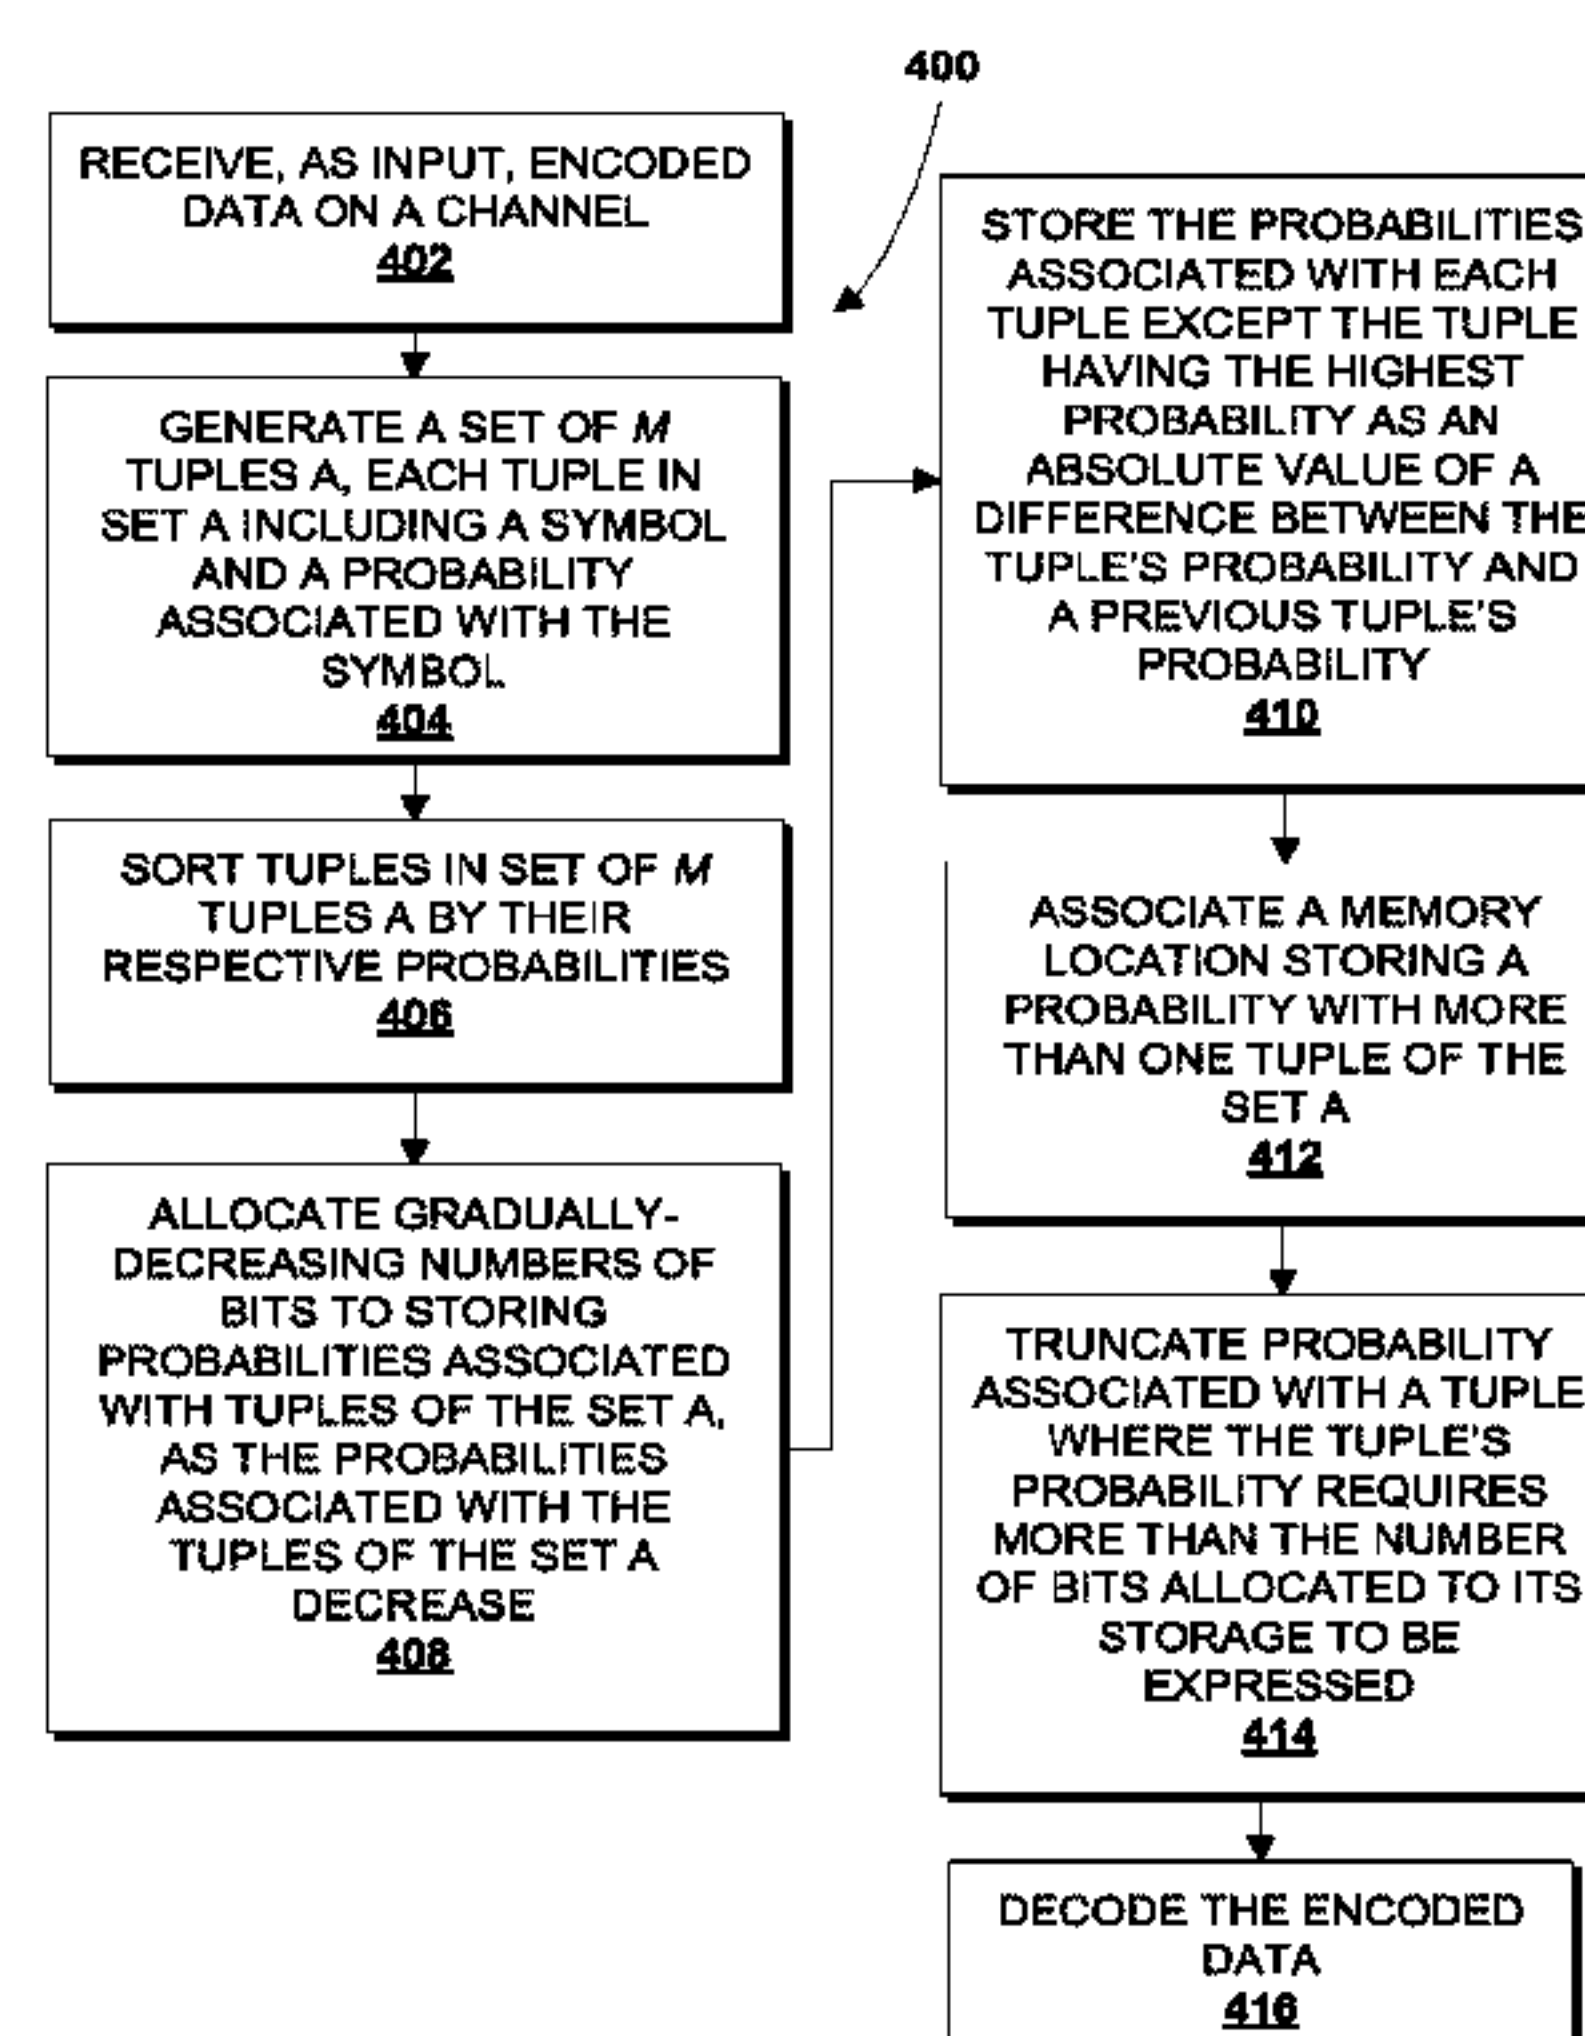 400
RECEIVE, AS INPUT, ENCODED
DATA ON A CHANNEL
402
GENERATE A SET OF M
TUPLES A, EACH TUPLE IN
SET A INCLUDING A SYMBOL
AND A PROBABILITY
ASSOCIATED WITH THE
SYMBOL
404
SORT TUPLES IN SET OF M
TUPLES A BY THEIR
RESPECTIVE PROBABILITIES
406
ALLOCATE GRADUALLY-
DECREASING NUMBERS OF
BITS TO STORING
PROBABILITIES ASSOCIATED
WITH TUPLES OF THE SET A,
AS THE PROBABILITIES
ASSOCIATED WITH THE
TUPLES OF THE SET A
DECREASE
408
STORE THE PROBABILITIES
ASSOCIATED WITH EACH
TUPLE EXCEPT THE TUPLE
HAVING THE HIGHEST
PROBABILITY AS AN
ABSOLUTE VALUE OF A
DIFFERENCE BETWEEN THE
TUPLE'S PROBABILITY AND
A PREVIOUS TUPLE'S
PROBABILITY
410
ASSOCIATE A MEMORY
LOCATION STORING A
PROBABILITY WITH MORE
THAN ONE TUPLE OF THE
SET A
412
TRUNCATE PROBABILITY
ASSOCIATED WITH A TUPLE
WHERE THE TUPLE'S
PROBABILITY REQUIRES
MORE THAN THE NUMBER
OF BITS ALLOCATED TO ITS
STORAGE TO BE
EXPRESSED
414
DECODE THE ENCODED
DATA
416